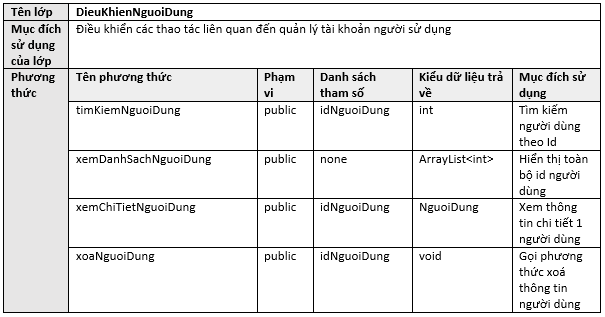 Tên lớp DieuKhienNguoiDung
Mục đích Điều khiển các thao tác liên quan đến quản lý tài khoản người sử dụng
sử dụng
của lớp
Phương Tên phương thức Phạm Danh sách Kiểu dữ liệu trả Mục đích sử
thức vi tham số về dụng
timKiemNguoiDung public idNguoiDung int Tìm kiếm
người dùng
theo Id
xemDanhSachNguoiDung public none ArrayList<int> Hiển thị toàn
bộ id người
dùng
xemChiTietNguoiDung public idNguoiDung NguoiDung Xem thông
tin chi tiết 1
người dùng
xoaNguoiDung public idNguoiDung void Gọi phương
thức xoá
thông tin
người dùng